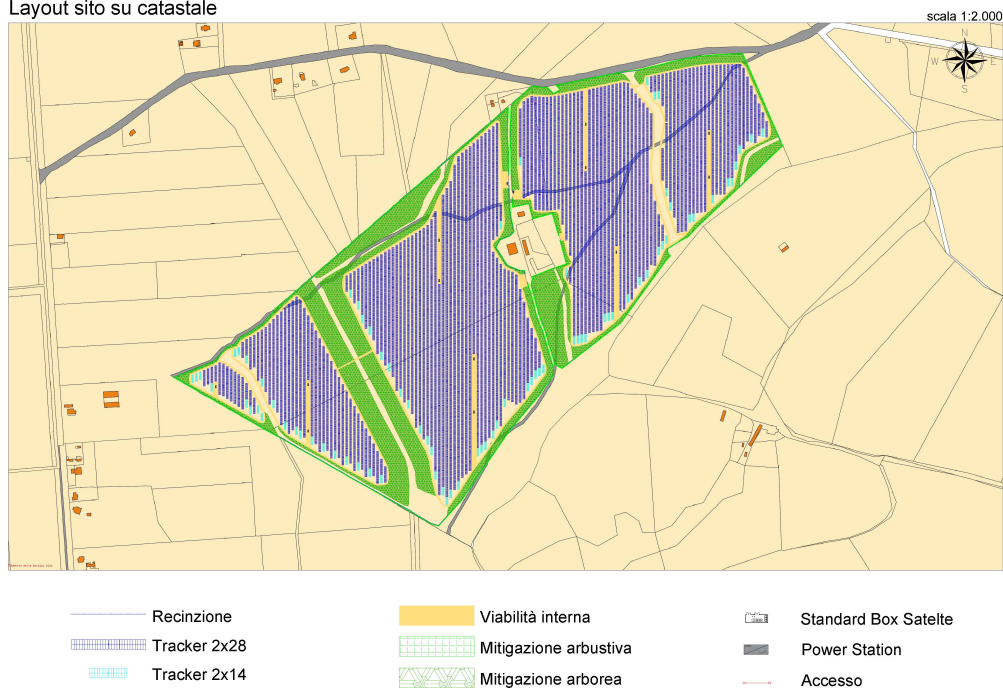 Layout sito su catastale
scala 1:2.000
N
W E
S
Recinzione
Tracker 2x28
Tracker 2x14
Viabilità interna
Mitigazione arbustiva
Mitigazione arborea
Standard Box Satelte
Power Station
Accesso